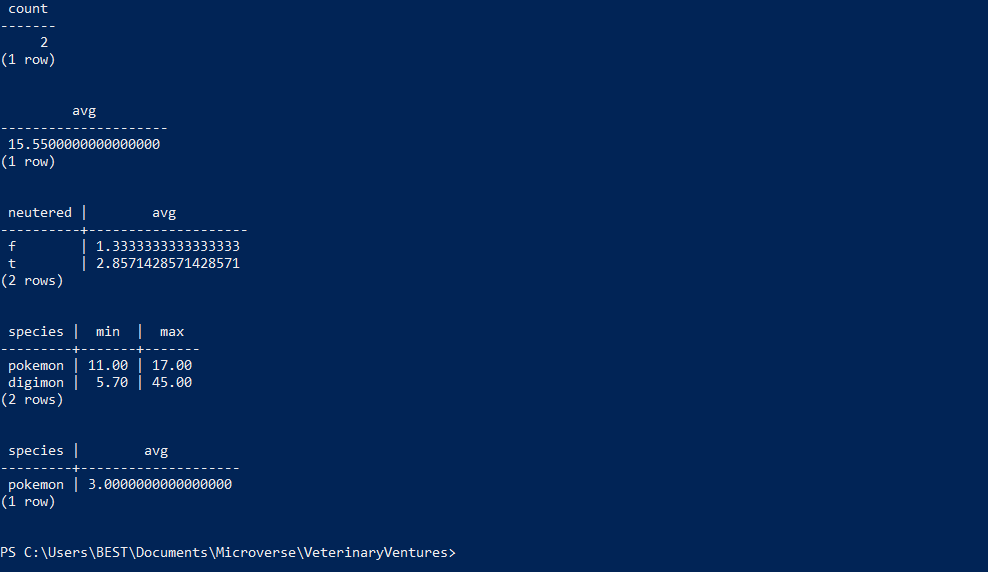 count
-------
     2
(1 row)


         avg
---------------------
 15.5500000000000000
(1 row)


 neutered |        avg
----------+--------------------
 f        | 1.3333333333333333
 t        | 2.8571428571428571
(2 rows)


 species |  min  |  max
---------+-------+-------
 pokemon | 11.00 | 17.00
 digimon |  5.70 | 45.00
(2 rows)


 species |        avg
---------+--------------------
 pokemon | 3.0000000000000000
(1 row)


PS C:\Users\BEST\Documents\Microverse\VeterinaryVentures>